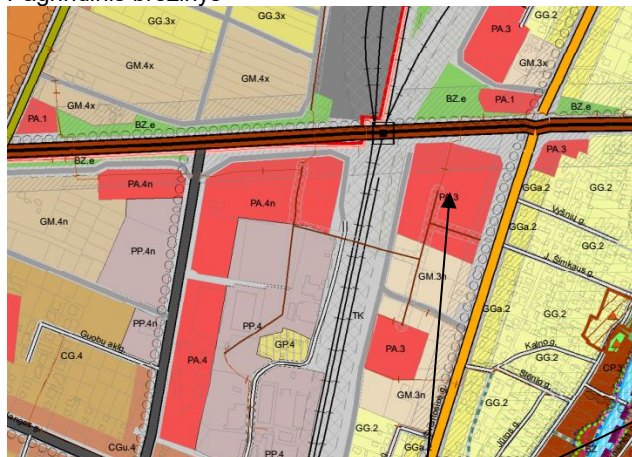 Pagrindinis brėžinys
GG.3x
GG.3x
GM.4x
GM.4x
GM.4x
PA.1
BZ.e
PA.3
GG.2
GM.3x
BZ.e
PA.1
BZ.e
PA.3
GG.2
PA.4n
PA.4n
GM.4n
PP.4n
PP.4n
PA.3
GGa.2
Vyšnių g.
GG.2
J. Šimkaus g.
GM.3n
GGa.2
GG.2
TK
PP.4
GP.4
Guobų aklg.
CG.4
PA.4
PA.3
Kalno g.
GG.2
GG.2
CP.3
GM.3n
GG.2
GG.2
Jūros g.
GGa.2
PP.4
CGu.4